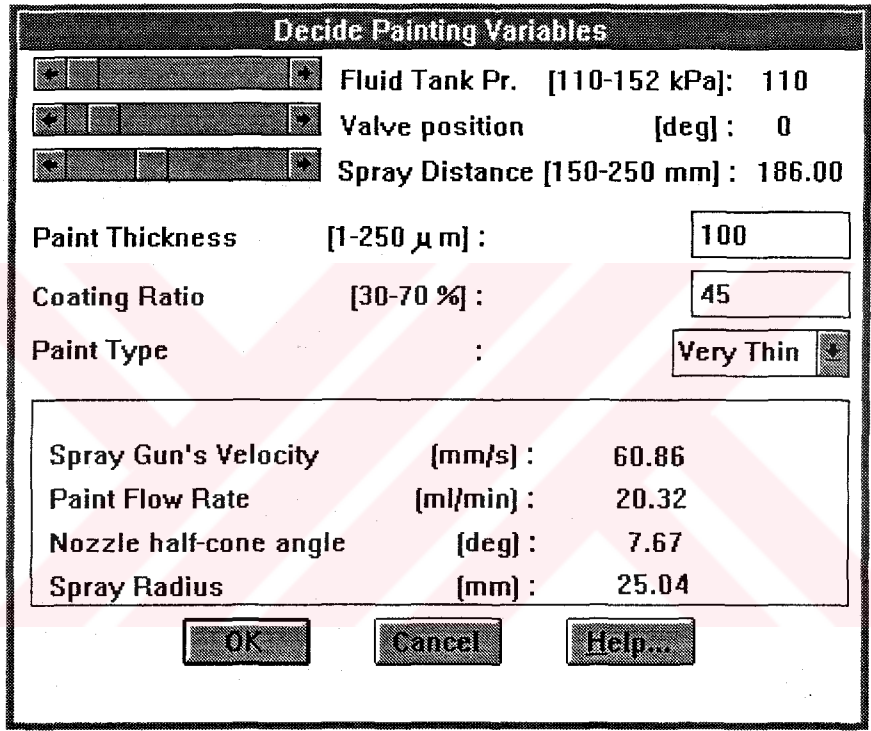 Decide Painting Variables
Fluid Tank Pr. [110-152 kPa]: 110
Valve position [deg] : 0
Spray Distance [150-250 mm] : 186.00
Paint Thickness [1-250 μ m] : 100
Coating Ratio [30-70 %] : 45
Paint Type : Very Thin
Spray Gun's Velocity [mm/s] : 60.86
Paint Flow Rate [ml/min] : 20.32
Nozzle half-cone angle [deg] : 7.67
Spray Radius [mm] : 25.04
OK Cancel Help...